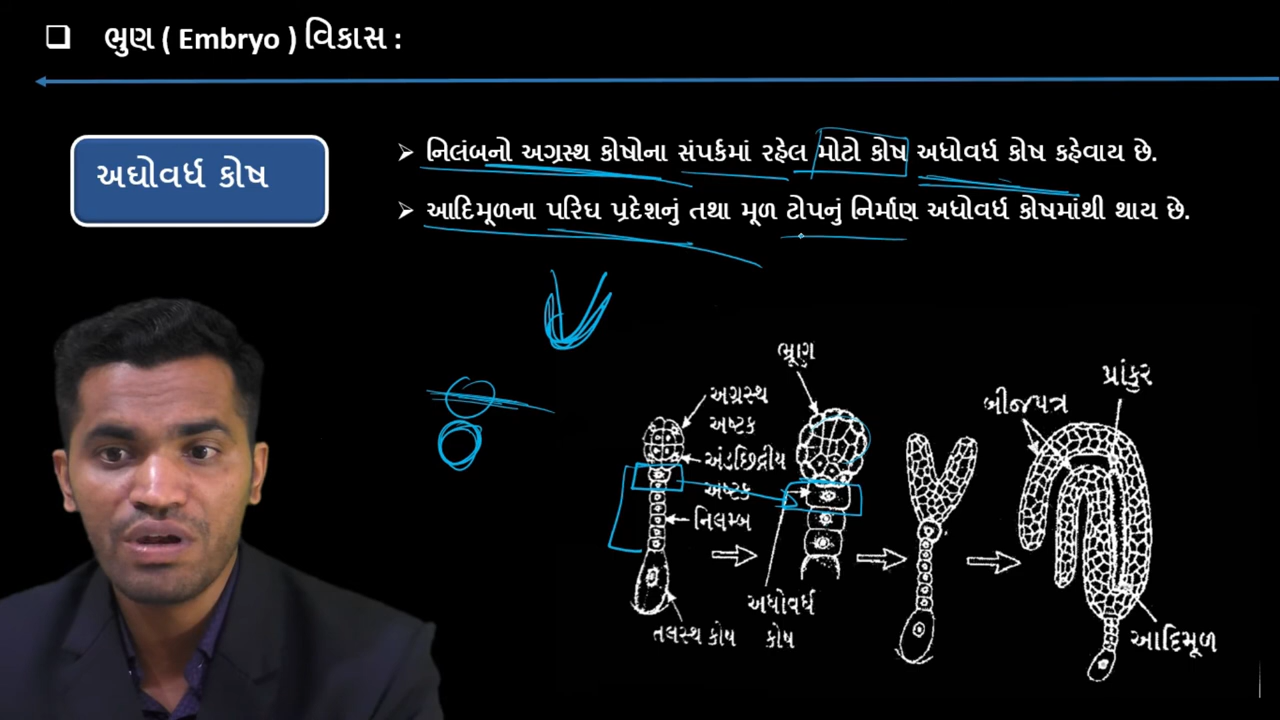 ❑ ભ્રુણ ( Embryo ) વિકાસ :
અધોવર્ધ કોષ
➢ નિલંબનો અગ્રસ્થ કોષોના સંપર્કમાં રહેલ મોટો કોષ અધોવર્ધ કોષ કહેવાય છે.
➢ આદિમૂળના પરિઘ પ્રદેશનું તથા મૂળ ટોપનું નિર્માણ અધોવર્ધ કોષમાંથી થાય છે.
ભ્રૂણ
અગ્રસ્થ
અષ્ટક
અંડછિદ્રીય
અષ્ટક
નિલમ્બ
તલસ્થ કોષ
અધોવર્ધ
કોષ
બીજપત્ર
પ્રાંકુર
આદિમૂળ